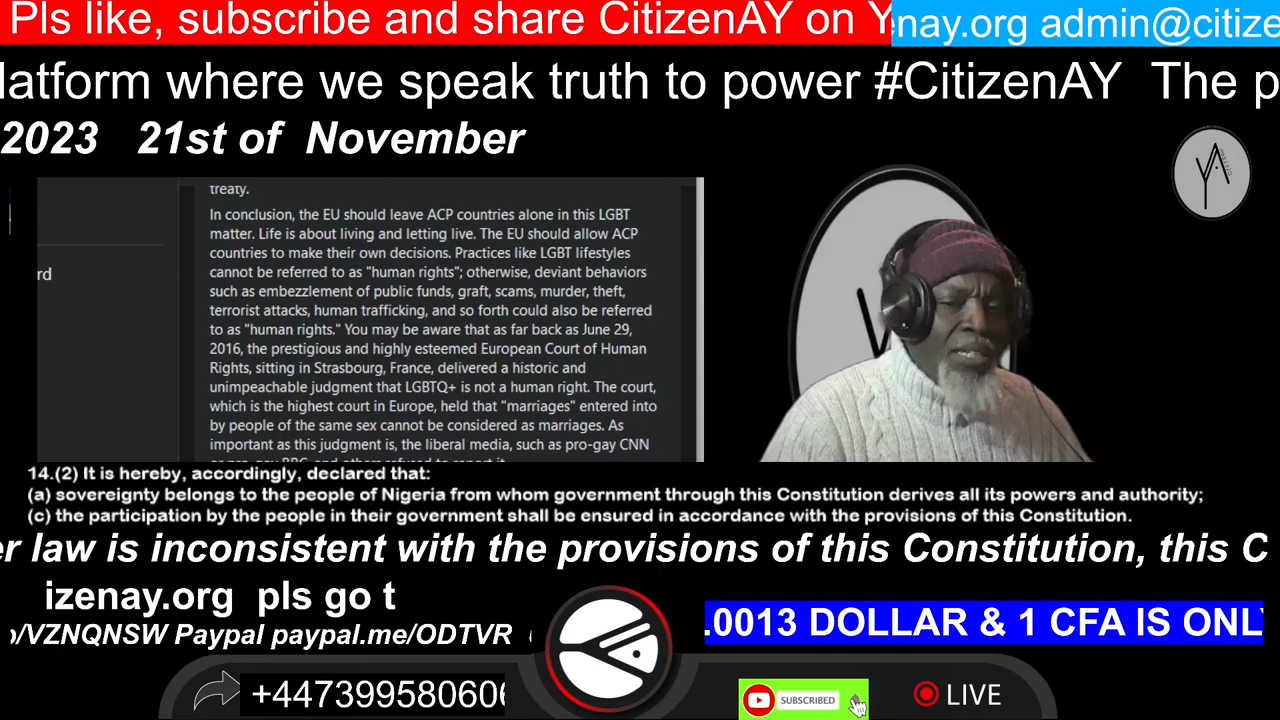 Pls like, subscribe and share CitizenAY on Y
enay.org admin@citize
latform where we speak truth to power #CitizenAY The p
2023 21st of November
treaty.
In conclusion, the EU should leave ACP countries alone in this LGBT
matter. Life is about living and letting live. The EU should allow ACP
countries to make their own decisions. Practices like LGBT lifestyles
cannot be referred to as "human rights"; otherwise, deviant behaviors
such as embezzlement of public funds, graft, scams, murder, theft,
terrorist attacks, human trafficking, and so forth could also be referred
to as "human rights." You may be aware that as far back as June 29,
2016, the prestigious and highly esteemed European Court of Human
Rights, sitting in Strasbourg, France, delivered a historic and
unimpeachable judgment that LGBTQ+ is not a human right. The court,
which is the highest court in Europe, held that "marriages" entered into
by people of the same sex cannot be considered as marriages. As
important as this judgment is, the liberal media, such as pro-gay CNN
rd
14.(2) It is hereby, accordingly, declared that:
(a) sovereignty belongs to the people of Nigeria from whom government through this Constitution derives all its powers and authority;
(c) the participation by the people in their government shall be ensured in accordance with the provisions of this Constitution.
er law is inconsistent with the provisions of this Constitution, this C
izenay.org pls go t
o/VZNQNSW Paypal paypal.me/ODTVR
.0013 DOLLAR & 1 CFA IS ONLY
+447399580606
SUBSCRIBED
LIVE